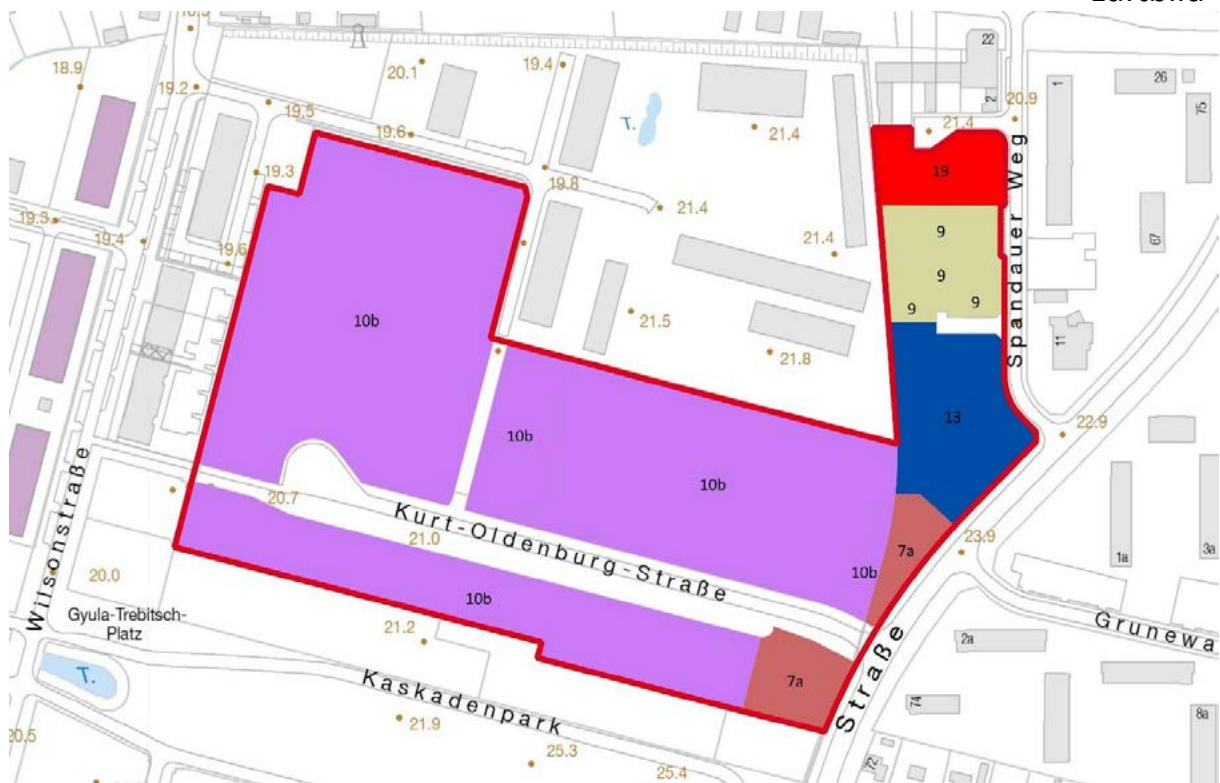 22
26
1
75
2
20.9
18.9
20.1
19.4
19.2
T.
21.4
21.4
19.5
19.6
Spandauer Weg
19.3
19
19.8
21.4
67
19.3
19.4
9
21.4
19.6
9
9
9
10b
21.5
11
21.8
13
22.9
10b
10b
20.7
Kurt-Oldenburg-Straße
21.0
23.9
7a
1a
3a
Wilsonstraße
20.0
10b
10b
Gyula-Trebitsch-
Platz
21.2
Grunewa
2a
T.
Kaskadenpark
7a
Straße
74
21.9
8a
20.5
25.3
72
25.4